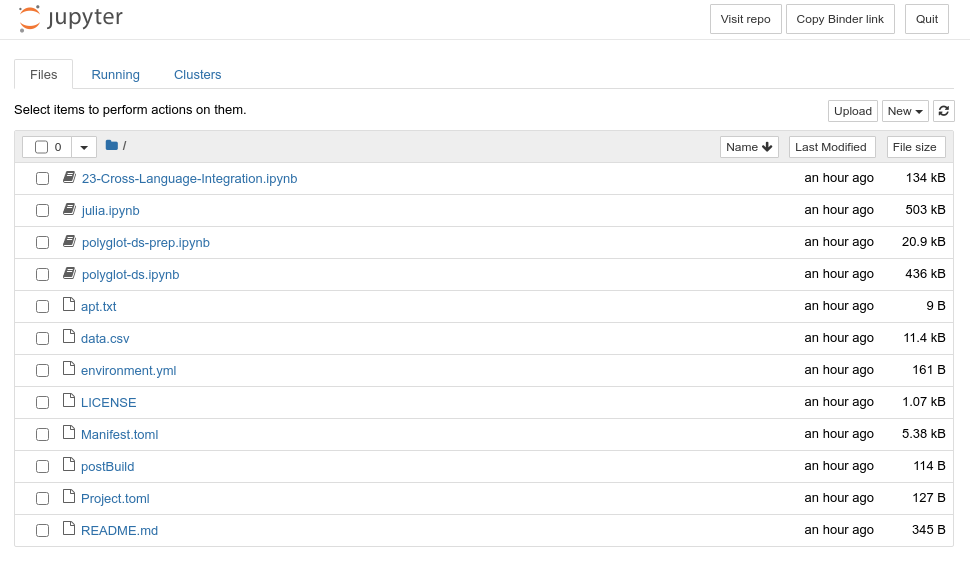 jupyter Visit repo Copy Binder link Quit
Files Running Clusters
Select items to perform actions on them. Upload New
0 / Name Last Modified File size
23-Cross-Language-Integration.ipynb an hour ago 134 kB
julia.ipynb an hour ago 503 kB
polyglot-ds-prep.ipynb an hour ago 20.9 kB
polyglot-ds.ipynb an hour ago 436 kB
apt.txt an hour ago 9 B
data.csv an hour ago 11.4 kB
environment.yml an hour ago 161 B
LICENSE an hour ago 1.07 kB
Manifest.toml an hour ago 5.38 kB
postBuild an hour ago 114 B
Project.toml an hour ago 127 B
README.md an hour ago 345 B